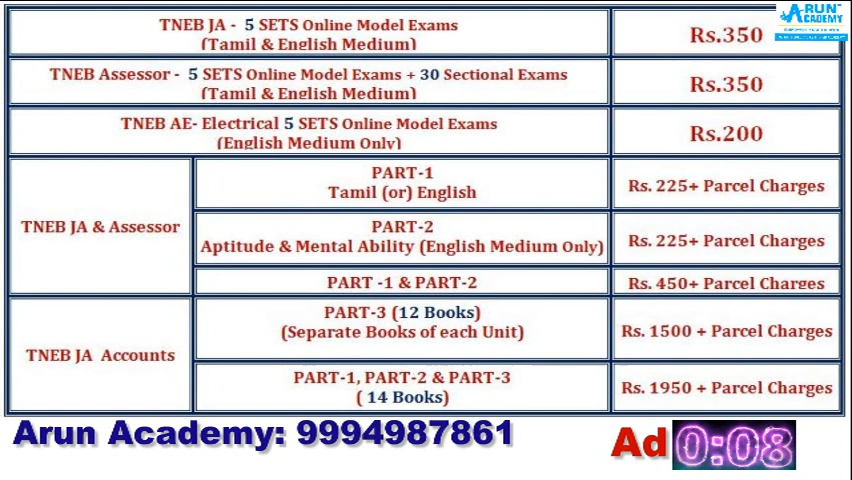 TNEB JA - 5 SETS Online Model Exams
(Tamil & English Medium)
Rs.350
ARUN
ACADEMY
TNEB Assessor - 5 SETS Online Model Exams + 30 Sectional Exams
(Tamil & English Medium)
Rs.350
TNEB AE- Electrical 5 SETS Online Model Exams
(English Medium Only)
Rs.200
TNEB JA & Assessor
PART-1
Tamil (or) English
Rs. 225+ Parcel Charges
PART-2
Aptitude & Mental Ability (English Medium Only)
Rs. 225+ Parcel Charges
PART -1 & PART-2
Rs. 450+ Parcel Charges
TNEB JA Accounts
PART-3 (12 Books)
(Separate Books of each Unit)
Rs. 1500 + Parcel Charges
PART-1, PART-2 & PART-3
( 14 Books)
Rs. 1950 + Parcel Charges
Arun Academy: 9994987861
Ad 0:08